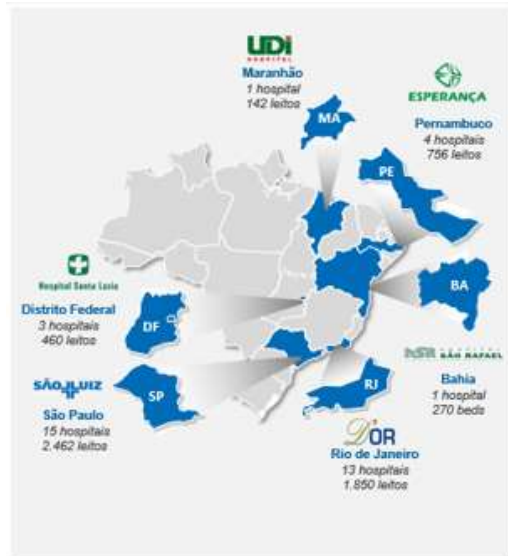 UDI
HOSPITAL
Maranhão
1 hospital
142 leitos
MA
ESPERANÇA
Pernambuco
4 hospitais
756 leitos
PE
Hospital Santa Lucia
Distrito Federal
3 hospitais
460 leitos
DF
BA
HOSPITAL
hSR SÃO RAFAEL
Bahia
1 hospital
270 beds
SÃO LUIZ
São Paulo
15 hospitais
2.462 leitos
SP
RJ
D'OR
Rio de Janeiro
13 hospitais
1.850 leitos